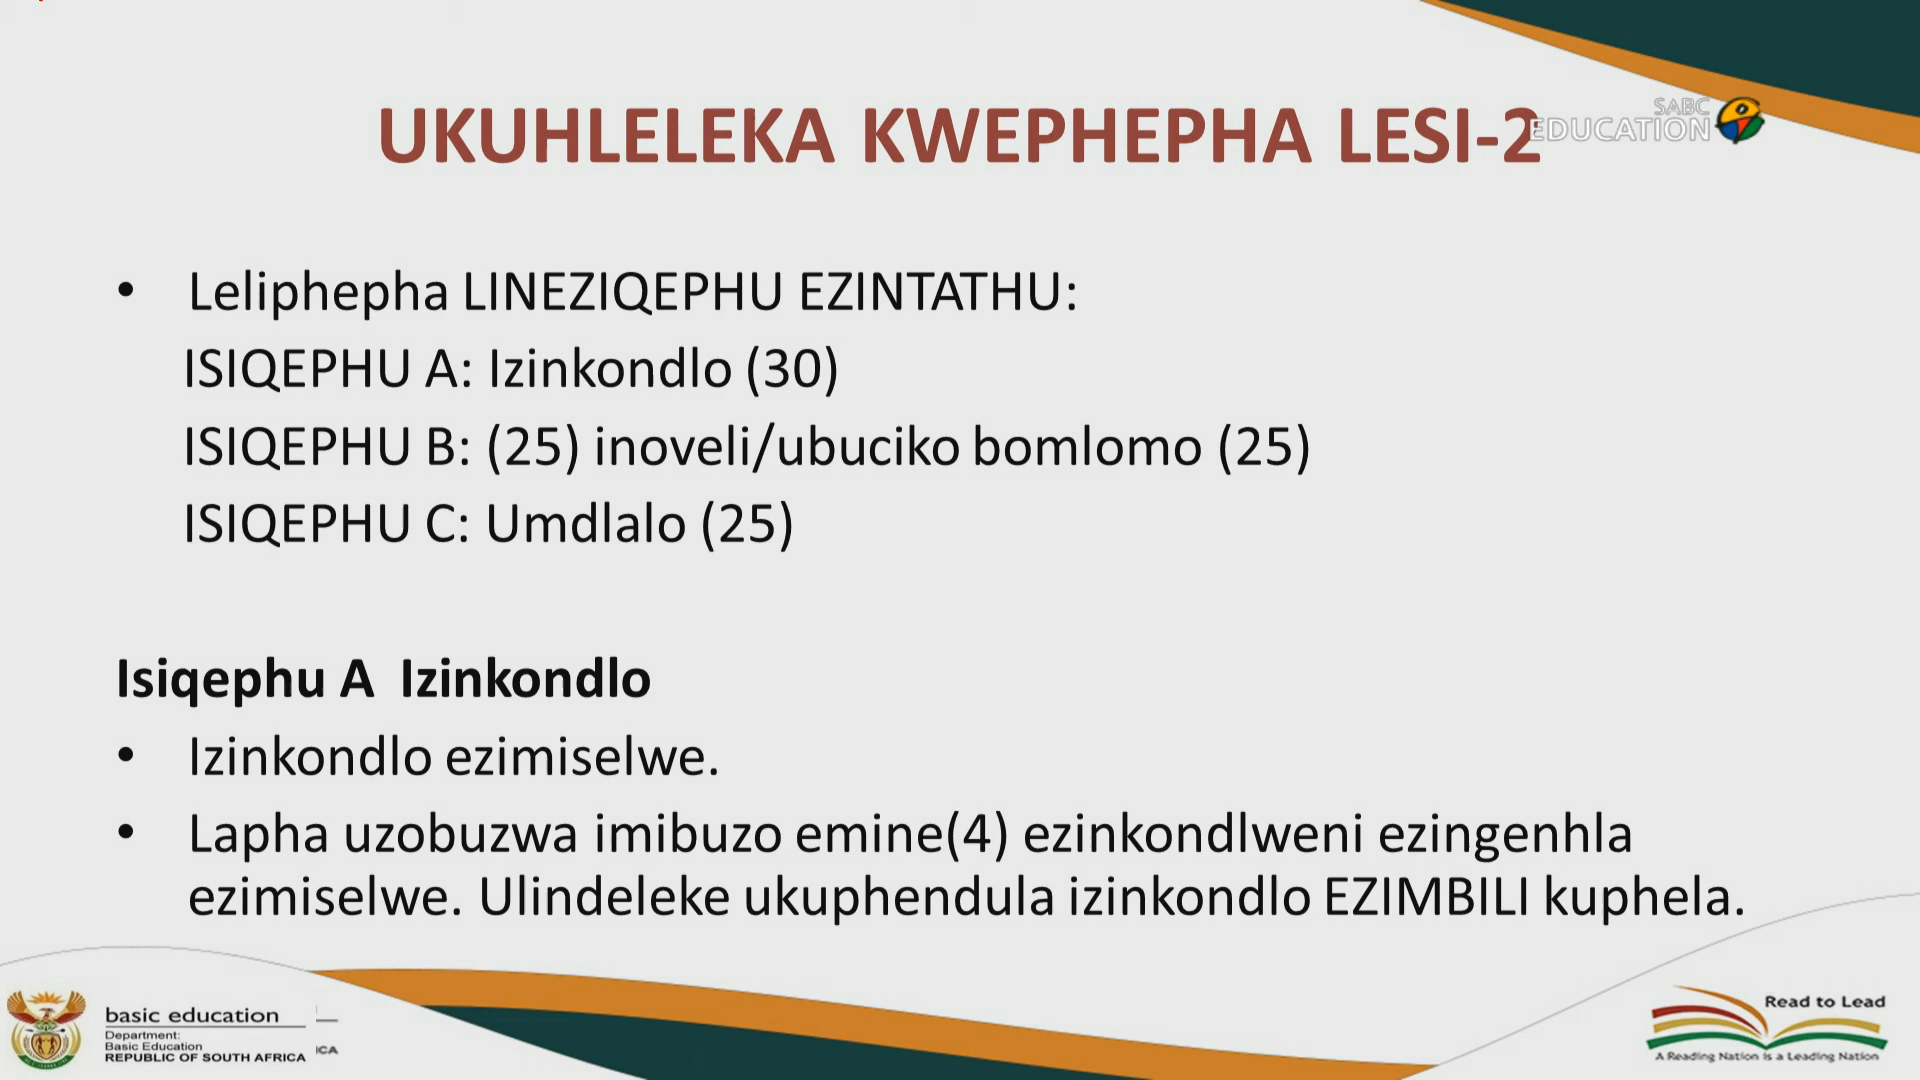 UKUHLELEKA KWEPHEPHA LESI-2
SABC
EDUCATION
• Leliphepha LINEZIQEPHU EZINTATHU:
ISIQEPHU A: Izinkondlo (30)
ISIQEPHU B: (25) inoveli/ubuciko bomlomo (25)
ISIQEPHU C: Umdlalo (25)
Isiqephu A Izinkondlo
• Izinkondlo ezimiselwe.
• Lapha uzobuzwa imibuzo emine(4) ezinkondlweni ezingenhla
ezimiselwe. Ulindeleke ukuphendula izinkondlo EZIMBILI kuphela.
basic education
Department:
Basic Education
REPUBLIC OF SOUTH AFRICA
ICA
Read to Lead
A Reading Nation is a Leading Nation